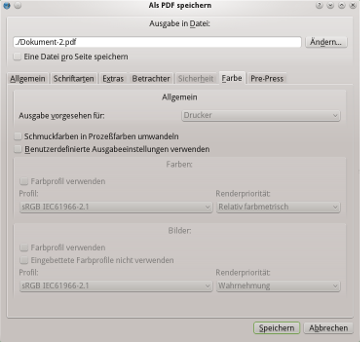 Als PDF speichern
Ausgabe in Datei:
./Dokument-2.pdf
Ändern...
Eine Datei pro Seite speichern
Allgemein Schriftarten Extras Betrachter Sicherheit Farbe Pre-Press
Allgemein
Ausgabe vorgesehen für: Drucker
Schmuckfarben in Prozeßfarben umwandeln
Benutzerdefinierte Ausgabeeinstellungen verwenden
Farben:
Farbprofil verwenden
Profil: Renderpriorität:
sRGB IEC61966-2.1 Relativ farbmetrisch
Bilder:
Farbprofil verwenden
Eingebettete Farbprofile nicht verwenden
Profil: Renderpriorität:
sRGB IEC61966-2.1 Wahrnehmung
Speichern Abbrechen